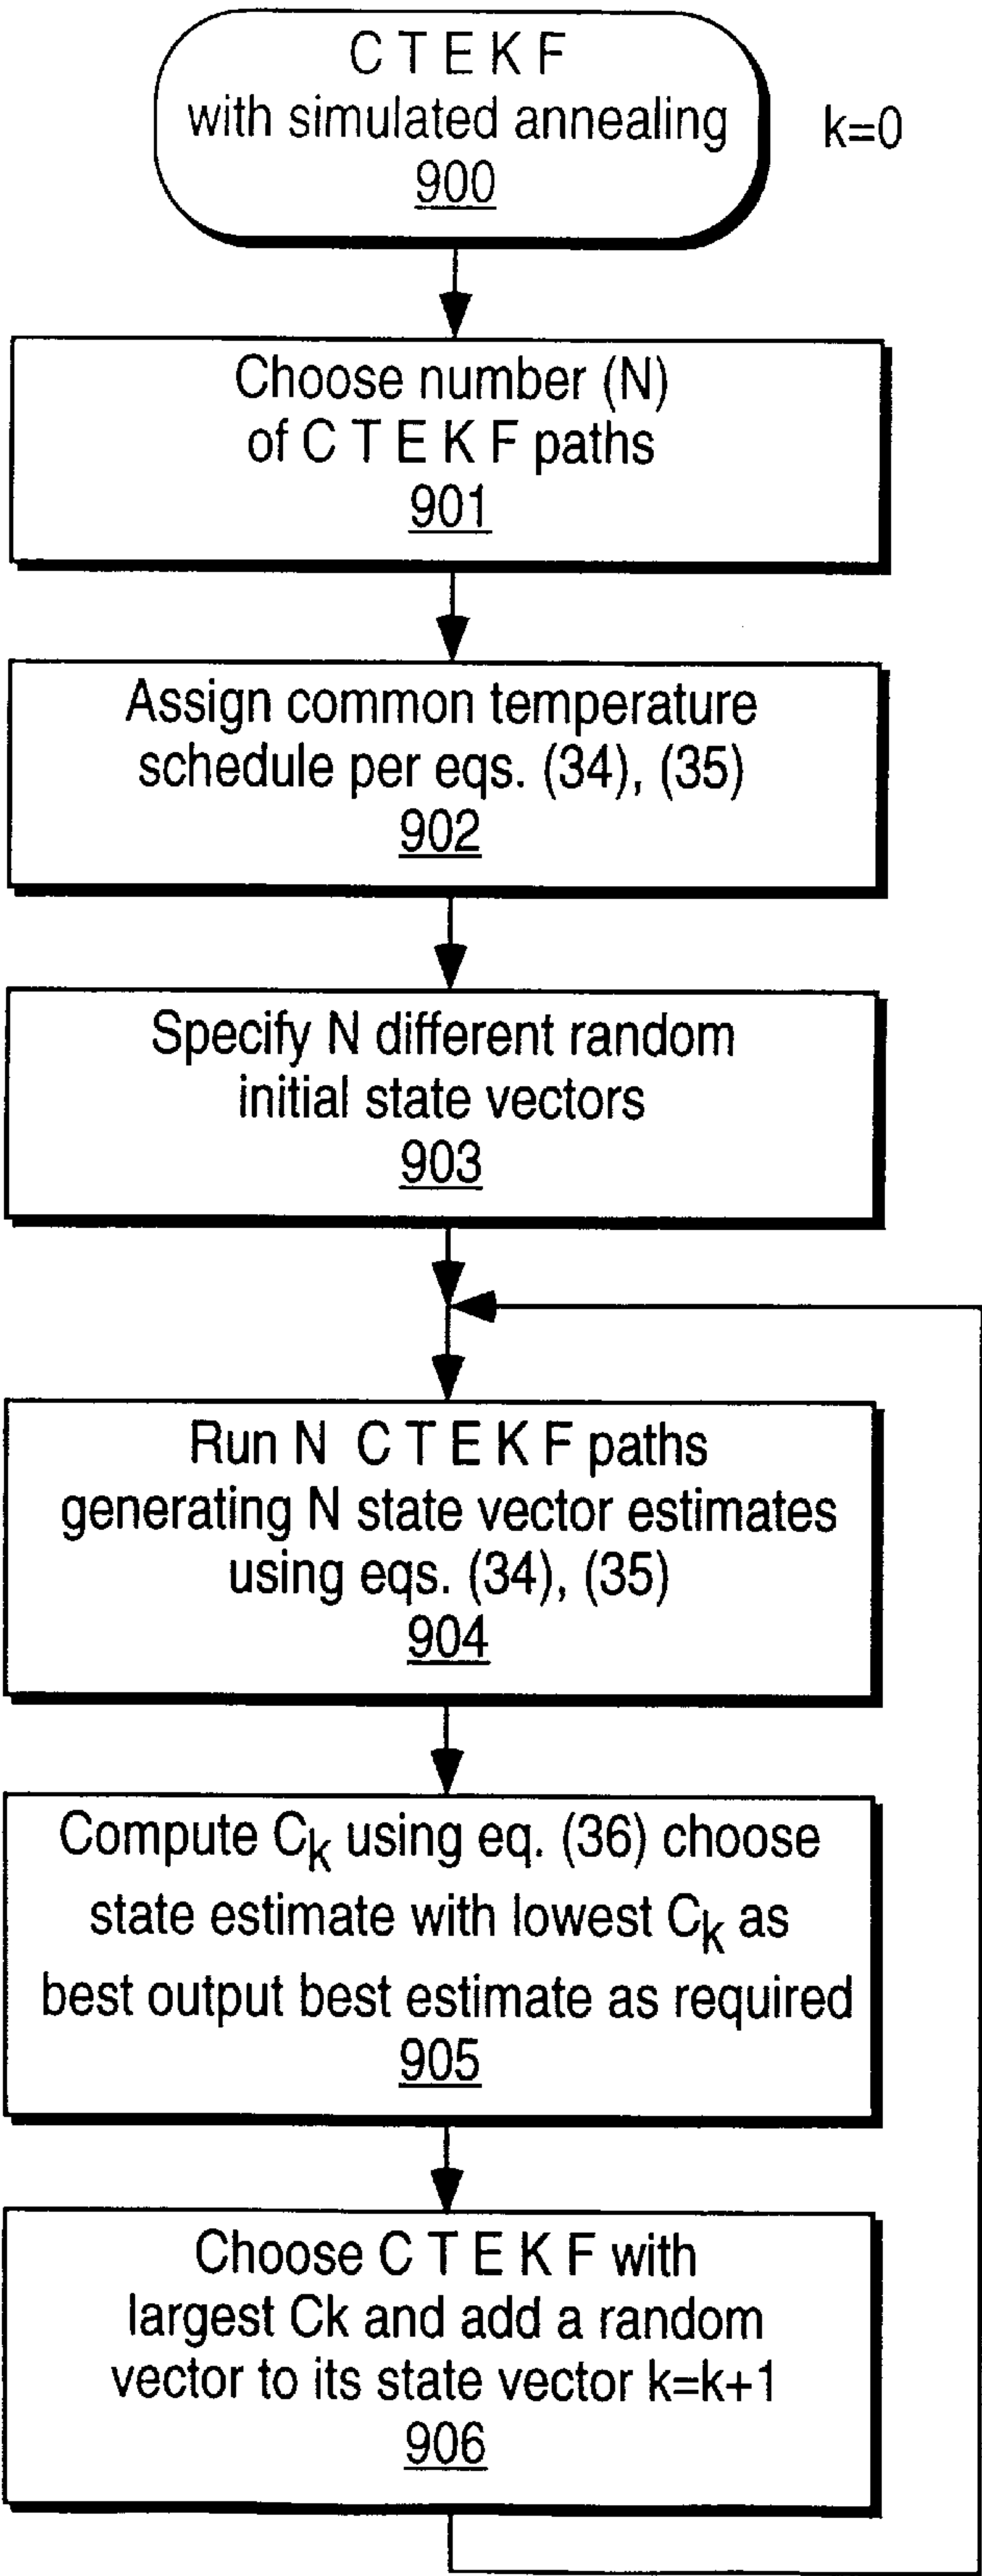 C T E K F
with simulated annealing
900
k=0
Choose number (N)
of C T E K F paths
901
Assign common temperature
schedule per eqs. (34), (35)
902
Specify N different random
initial state vectors
903
Run N C T E K F paths
generating N state vector estimates
using eqs. (34), (35)
904
Compute Ck using eq. (36) choose
state estimate with lowest Ck as
best output best estimate as required
905
Choose C T E K F with
largest Ck and add a random
vector to its state vector k=k+1
906